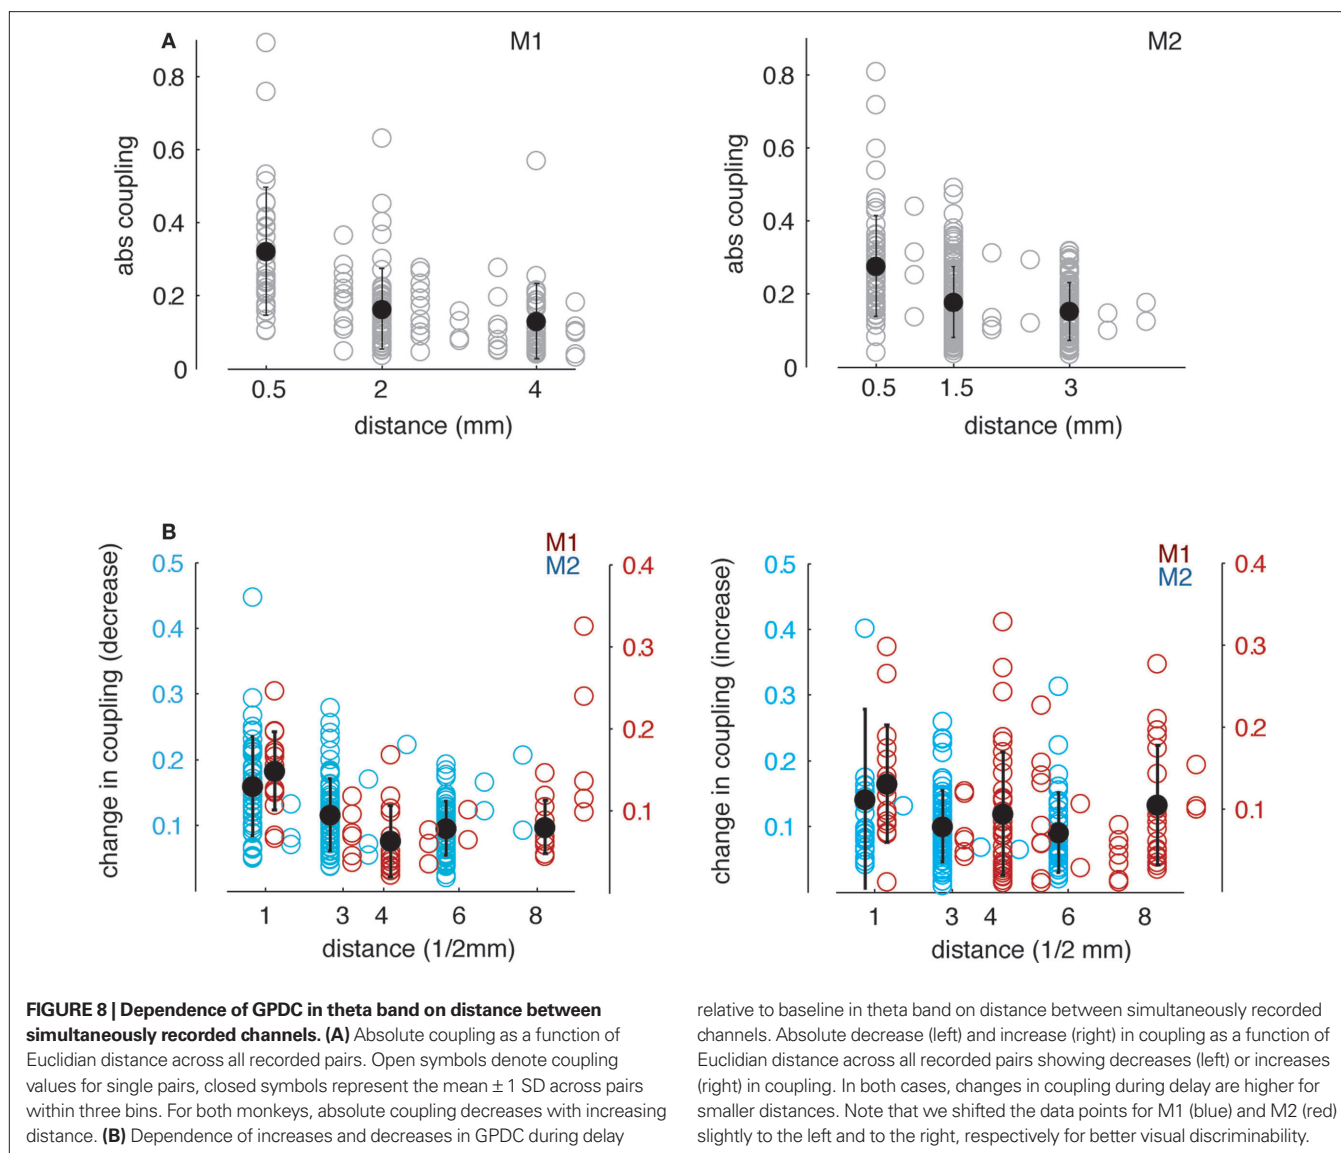 A
M1
0.8
0.6
0.4
0.2
0
abs coupling
0.5 2 4
distance (mm)
M2
0.8
0.6
0.4
0.2
0
abs coupling
0.5 1.5 3
distance (mm)
B
M1
M2
change in coupling (decrease)
0.5
0.4
0.3
0.2
0.1
0.4
0.3
0.2
0.1
1 3 4 6 8
distance (1/2mm)
M1
M2
change in coupling (increase)
0.5
0.4
0.3
0.2
0.1
0.4
0.3
0.2
0.1
1 3 4 6 8
distance (1/2 mm)
FIGURE 8 | Dependence of GPDC in theta band on distance between
simultaneously recorded channels. (A) Absolute coupling as a function of
Euclidian distance across all recorded pairs. Open symbols denote coupling
values for single pairs, closed symbols represent the mean ± 1 SD across pairs
within three bins. For both monkeys, absolute coupling decreases with increasing
distance. (B) Dependence of increases and decreases in GPDC during delay
relative to baseline in theta band on distance between simultaneously recorded
channels. Absolute decrease (left) and increase (right) in coupling as a function of
Euclidian distance across all recorded pairs showing decreases (left) or increases
(right) in coupling. In both cases, changes in coupling during delay are higher for
smaller distances. Note that we shifted the data points for M1 (blue) and M2 (red)
slightly to the left and to the right, respectively for better visual discriminability.